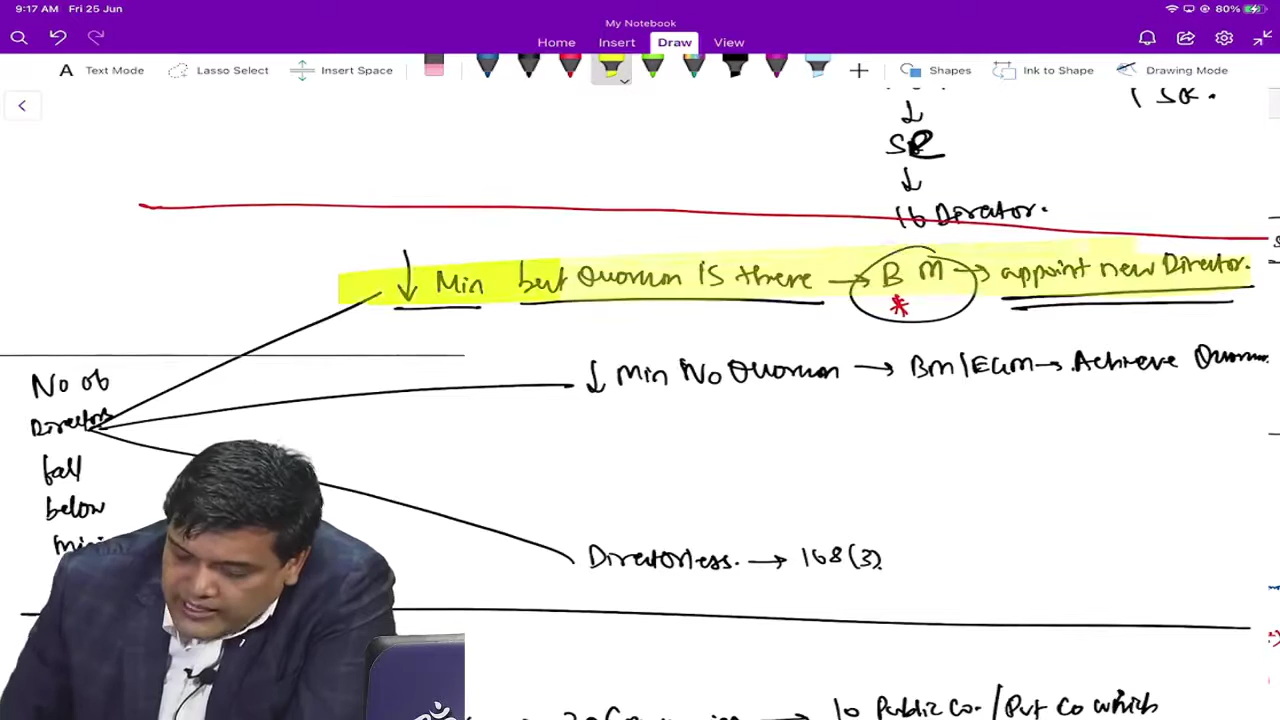 9:17 AM Fri 25 Jun
80%
My Notebook
Home Insert Draw View
A Text Mode Lasso Select Insert Space Shapes Ink to Shape Drawing Mode
SR
16 Director.
↓ Min but Quorum IS there → BM → appoint new Director.
*
↓ Min No Quorum → BM/EGM → Achieve Quorum
No ob
Director
fall
below
Directorless. → 168(3)
→ 10 Public Co. / Pvt Co which